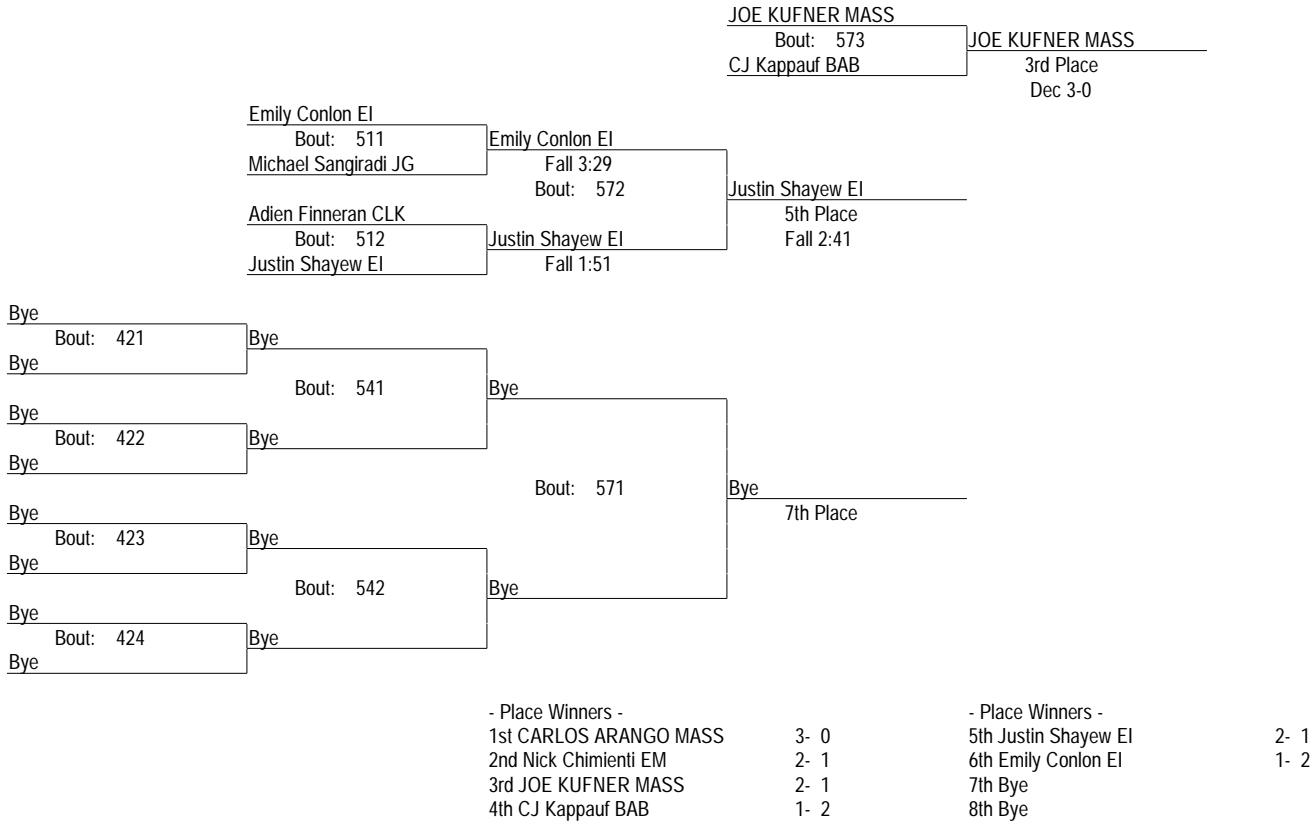 JOE KUFNER MASS
Bout: 573 JOE KUFNER MASS
CJ Kappauf BAB 3rd Place
Dec 3-0
Emily Conlon EI
Bout: 511 Emily Conlon EI
Michael Sangiradi JG Fall 3:29
Bout: 572 Justin Shayew EI
Adien Finneran CLK 5th Place
Bout: 512 Justin Shayew EI Fall 2:41
Justin Shayew EI Fall 1:51
Bye
Bout: 421 Bye
Bye
Bout: 541 Bye
Bye
Bout: 422 Bye
Bye
Bout: 571 Bye
Bye 7th Place
Bout: 423 Bye
Bye
Bout: 542 Bye
Bye
Bout: 424 Bye
Bye
- Place Winners - - Place Winners -
1st CARLOS ARANGO MASS 3- 0 5th Justin Shayew EI 2- 1
2nd Nick Chimienti EM 2- 1 6th Emily Conlon EI 1- 2
3rd JOE KUFNER MASS 2- 1 7th Bye
4th CJ Kappauf BAB 1- 2 8th Bye